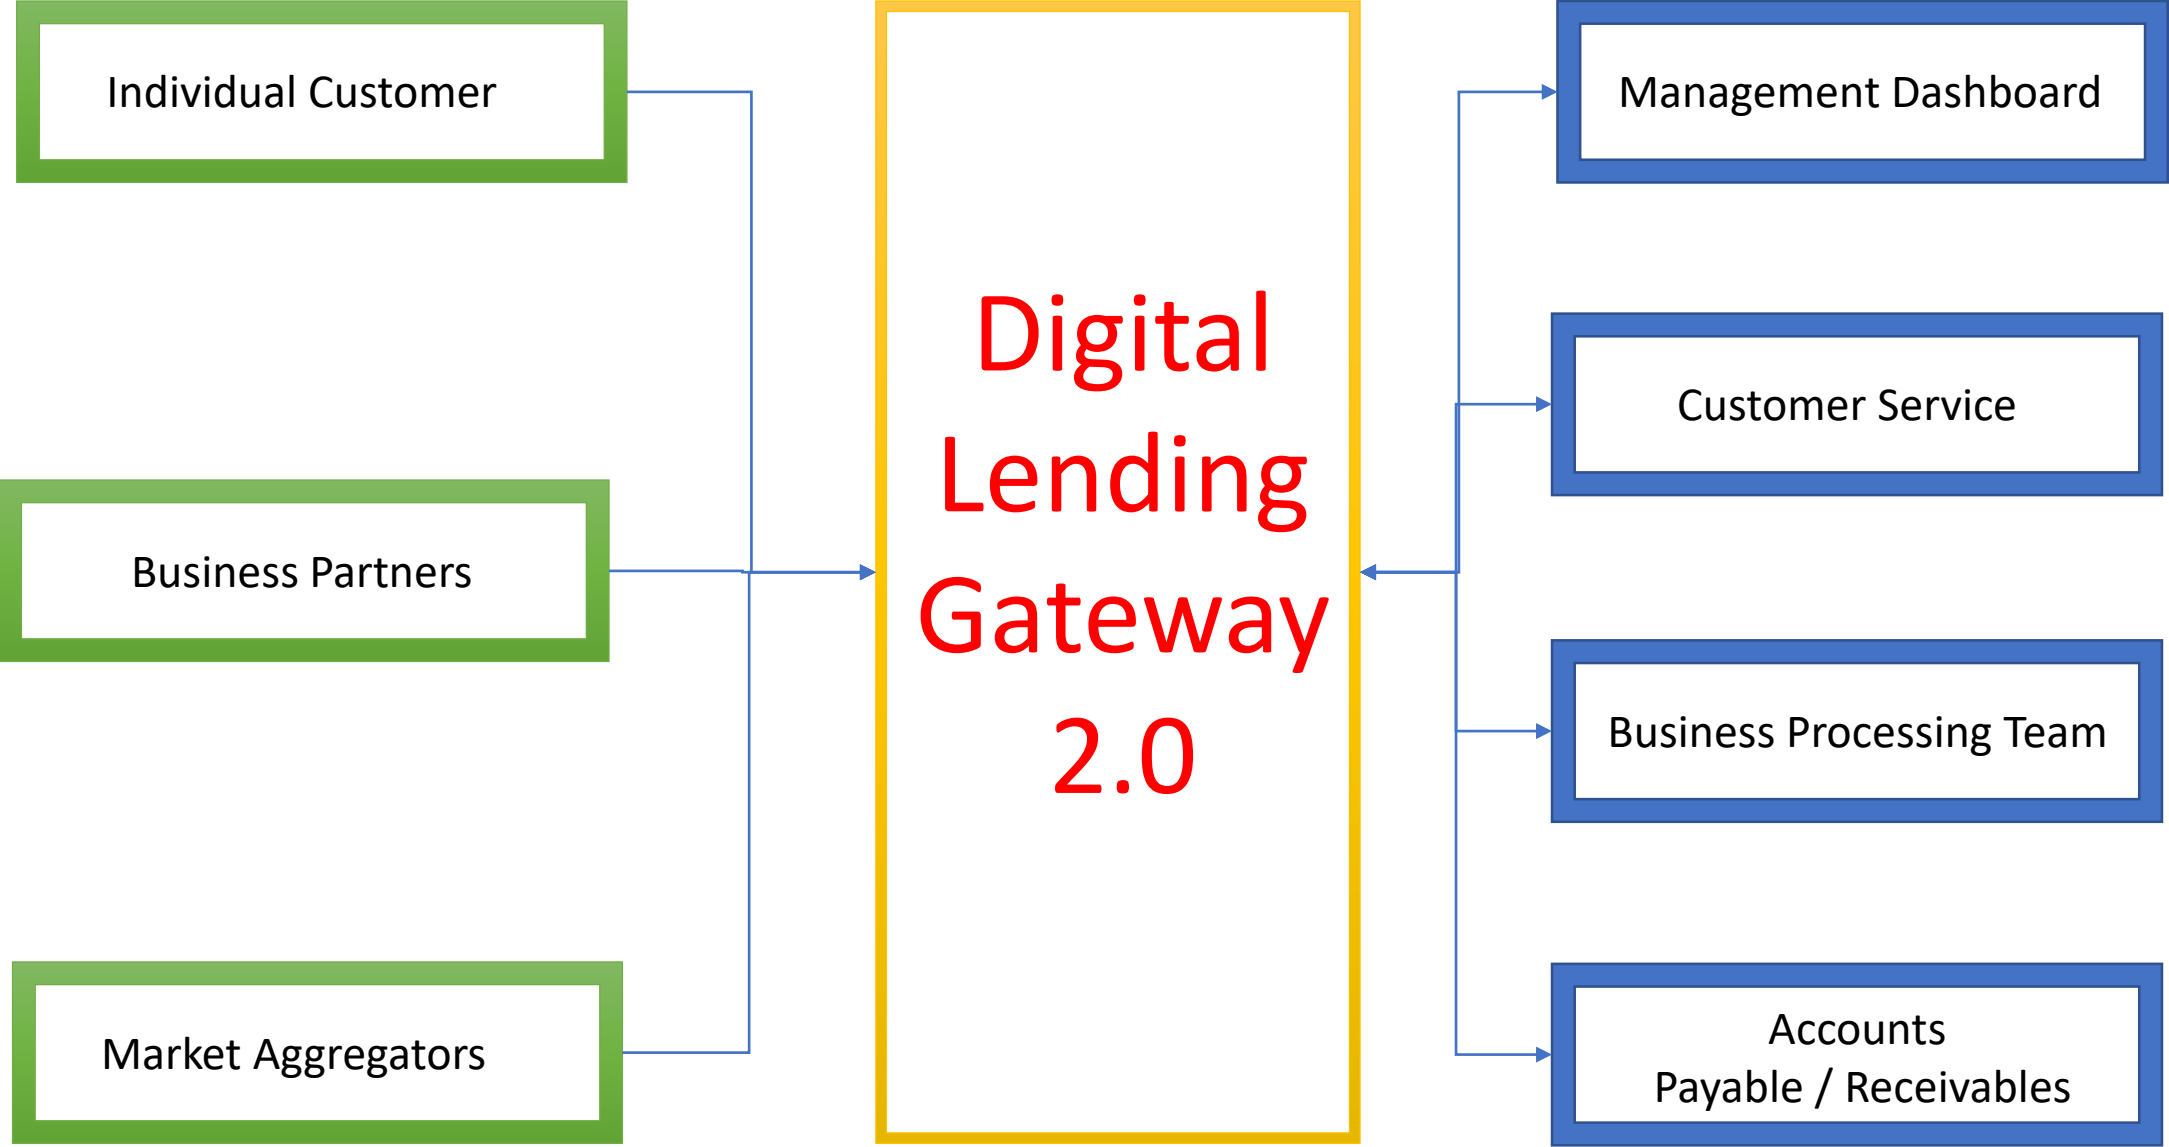 Individual Customer
Business Partners
Market Aggregators
Digital
Lending
Gateway
2.0
Management Dashboard
Customer Service
Business Processing Team
Accounts
Payable / Receivables